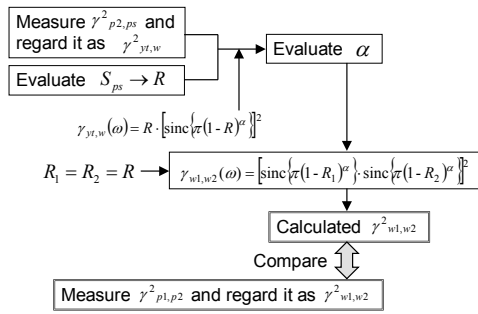 Measure γ²p2,ps and
regard it as γ²yt,w
Evaluate Sps → R
Evaluate α
γyt,w(ω) = R · [sinc{π(1 - R)^α}]²
R1 = R2 = R
γw1,w2(ω) = [sinc{π(1 - R1)^α} · sinc{π(1 - R2)^α}]²
Calculated γ²w1,w2
Compare
Measure γ²p1,p2 and regard it as γ²w1,w2